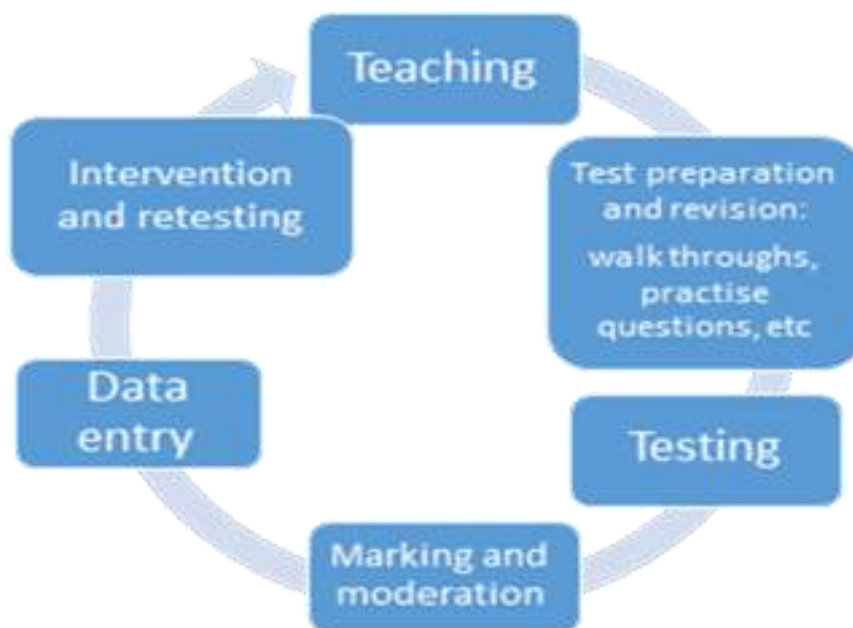 Teaching
Test preparation
and revision:
walk throughs,
practise
questions, etc
Testing
Marking and
moderation
Data
entry
Intervention
and retesting